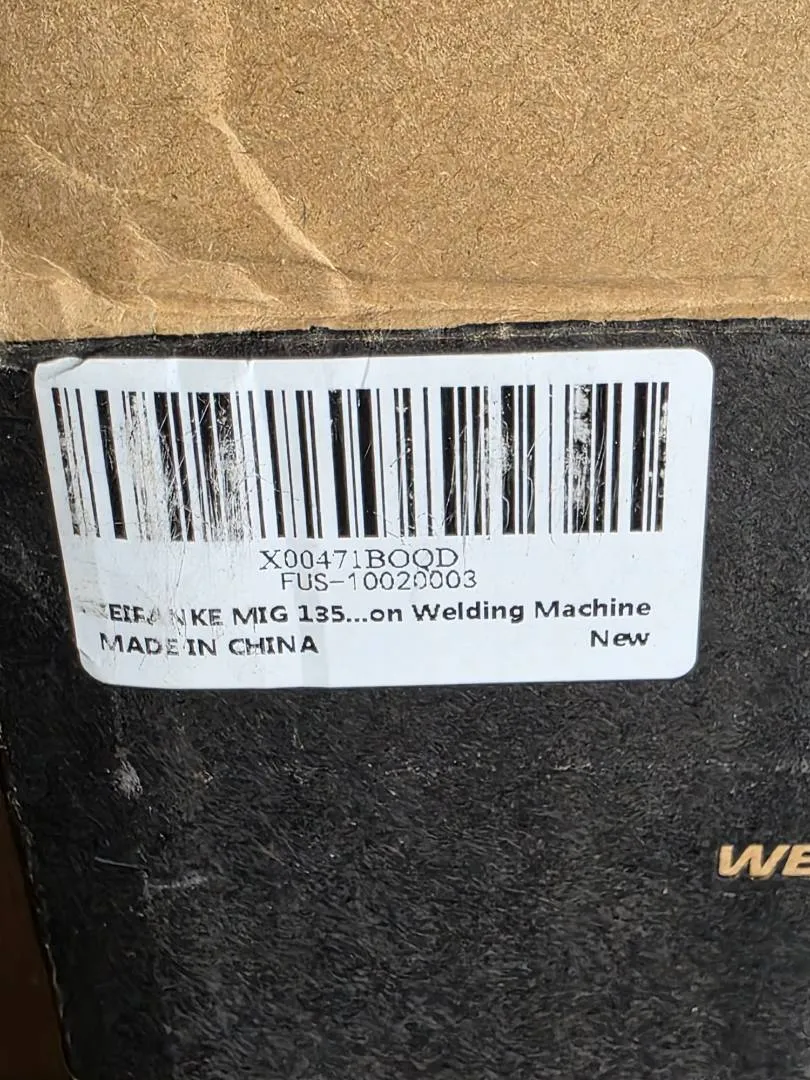 X00471BOQD
FUS-10020003
MIG 135...on Welding Machine
MADE IN CHINA
New
WE